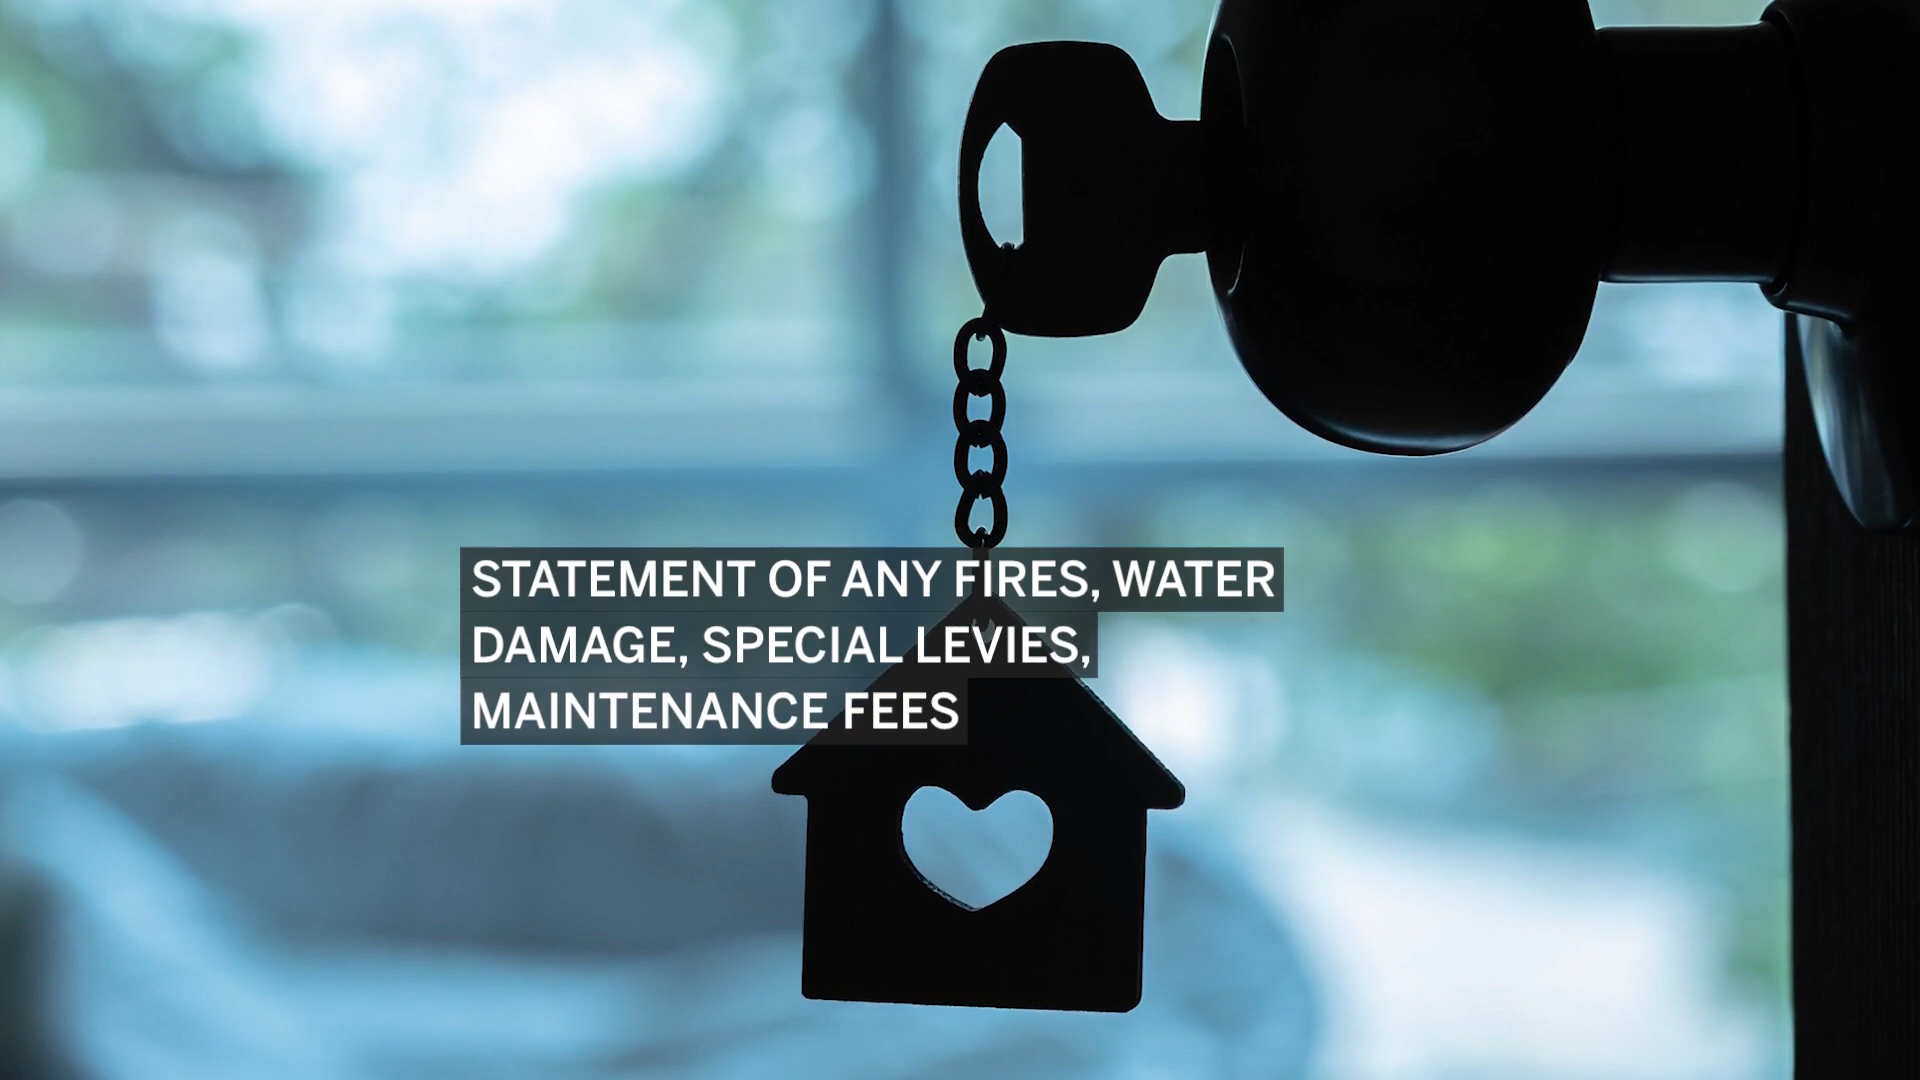 STATEMENT OF ANY FIRES, WATER
DAMAGE, SPECIAL LEVIES,
MAINTENANCE FEES